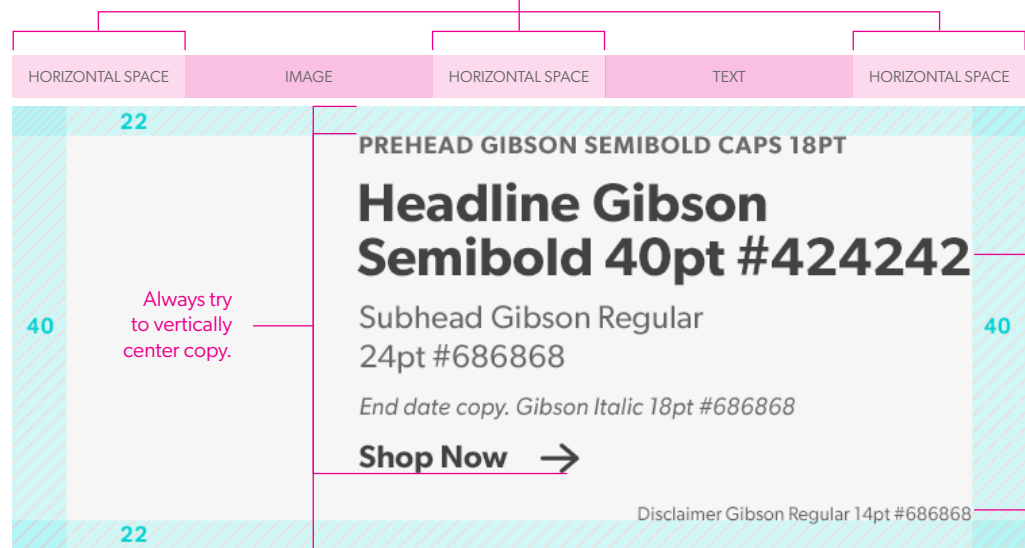 HORIZONTAL SPACE
IMAGE
HORIZONTAL SPACE
TEXT
HORIZONTAL SPACE
22
PREHEAD GIBSON SEMIBOLD CAPS 18PT
Headline Gibson
Semibold 40pt #424242
Always try
to vertically
center copy.
40
40
Subhead Gibson Regular
24pt #686868
End date copy. Gibson Italic 18pt #686868
Shop Now
Disclaimer Gibson Regular 14pt #686868
22